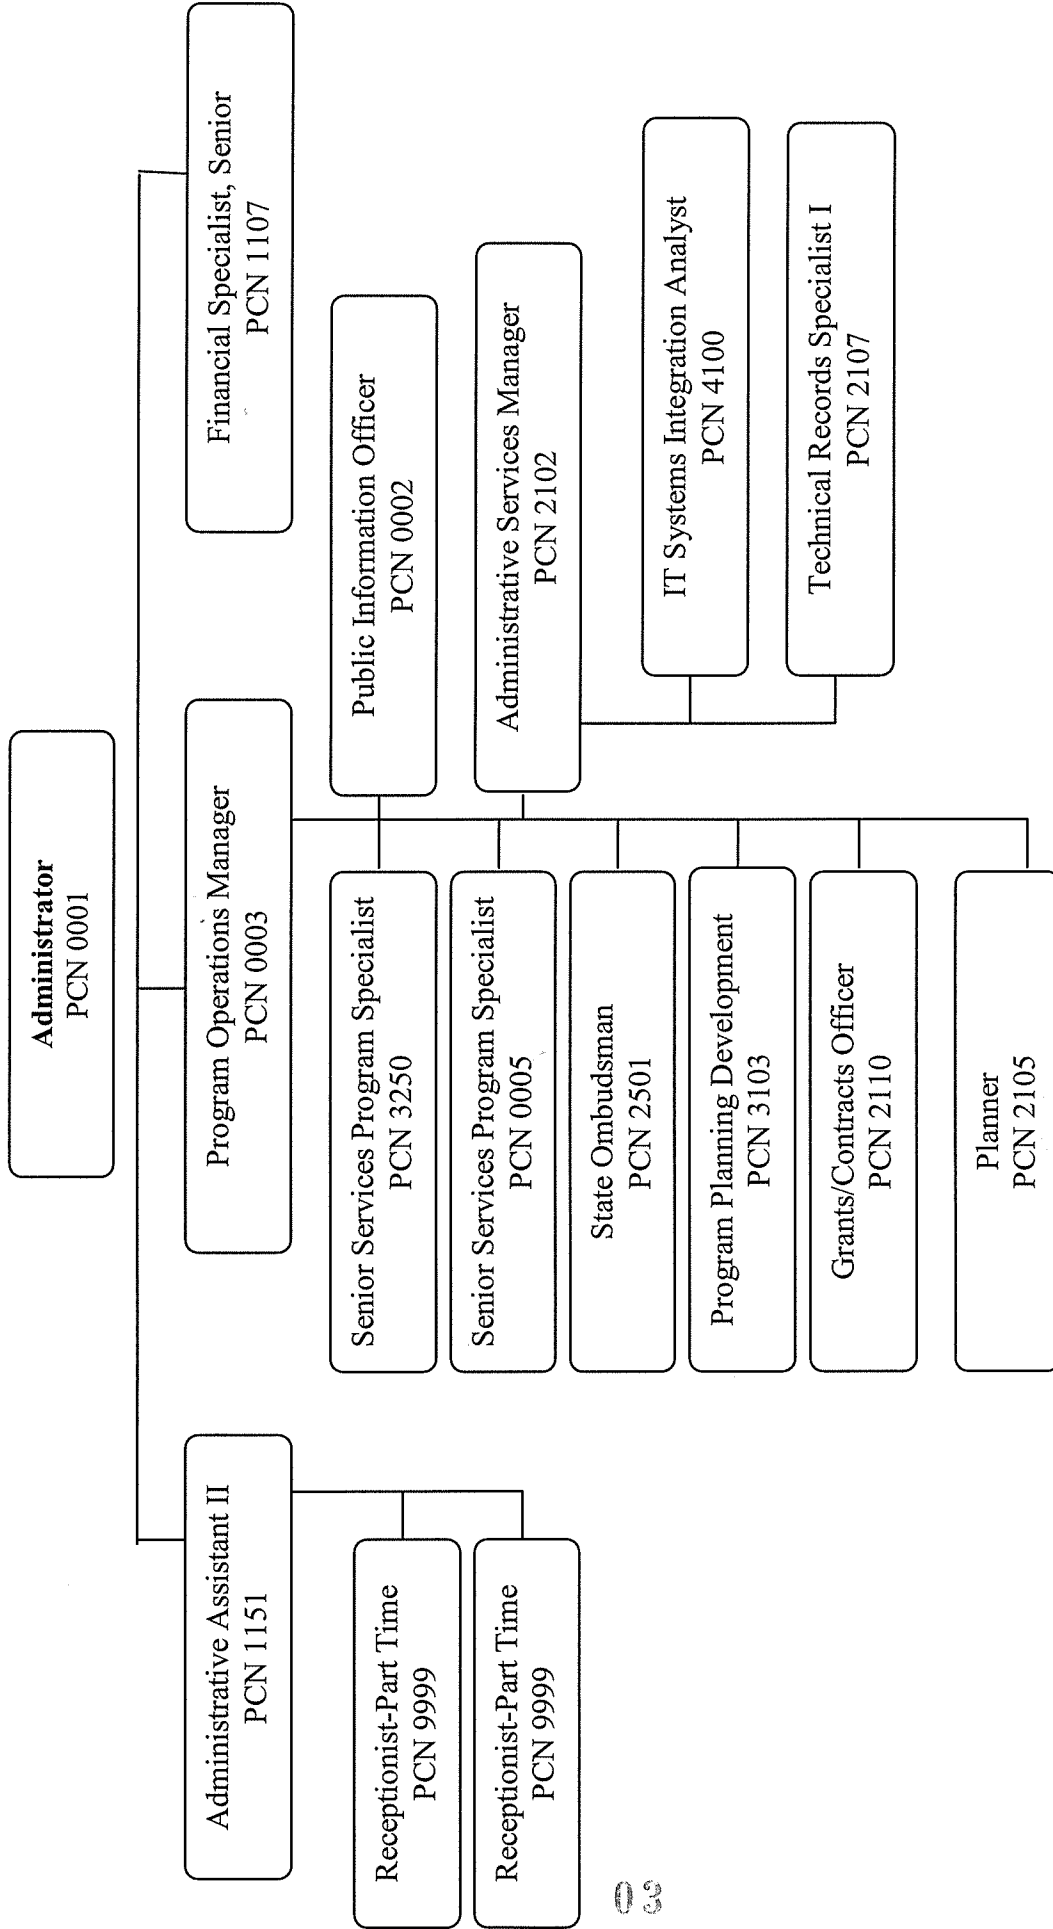 Administrator
PCN 0001
Administrative Assistant II
PCN 1151
Program Operations Manager
PCN 0003
Financial Specialist, Senior
PCN 1107
Receptionist-Part Time
PCN 9999
Receptionist-Part Time
PCN 9999
Senior Services Program Specialist
PCN 3250
Senior Services Program Specialist
PCN 0005
State Ombudsman
PCN 2501
Program Planning Development
PCN 3103
Grants/Contracts Officer
PCN 2110
Planner
PCN 2105
Public Information Officer
PCN 0002
Administrative Services Manager
PCN 2102
IT Systems Integration Analyst
PCN 4100
Technical Records Specialist I
PCN 2107
03